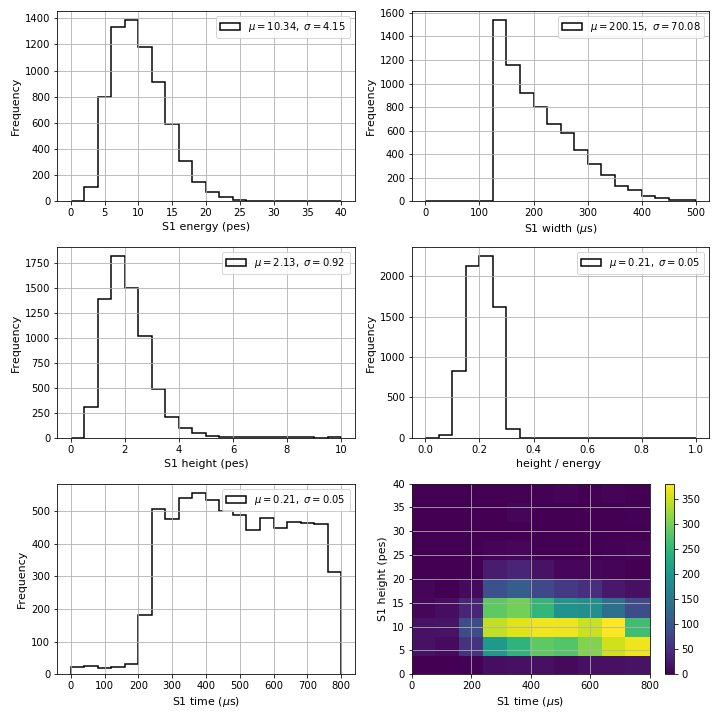 μ = 10.34, σ = 4.15
Frequency
1400
1200
1000
800
600
400
200
0
0 5 10 15 20 25 30 35 40
S1 energy (pes)
μ = 200.15, σ = 70.08
Frequency
1600
1400
1200
1000
800
600
400
200
0
0 100 200 300 400 500
S1 width (μs)
μ = 2.13, σ = 0.92
Frequency
1750
1500
1250
1000
750
500
250
0
0 2 4 6 8 10
S1 height (pes)
μ = 0.21, σ = 0.05
Frequency
2000
1500
1000
500
0
0.0 0.2 0.4 0.6 0.8 1.0
height / energy
μ = 0.21, σ = 0.05
Frequency
500
400
300
200
100
0
0 100 200 300 400 500 600 700 800
S1 time (μs)
S1 height (pes)
40
35
30
25
20
15
10
5
0
0 200 400 600 800
S1 time (μs)
350
300
250
200
150
100
50
0